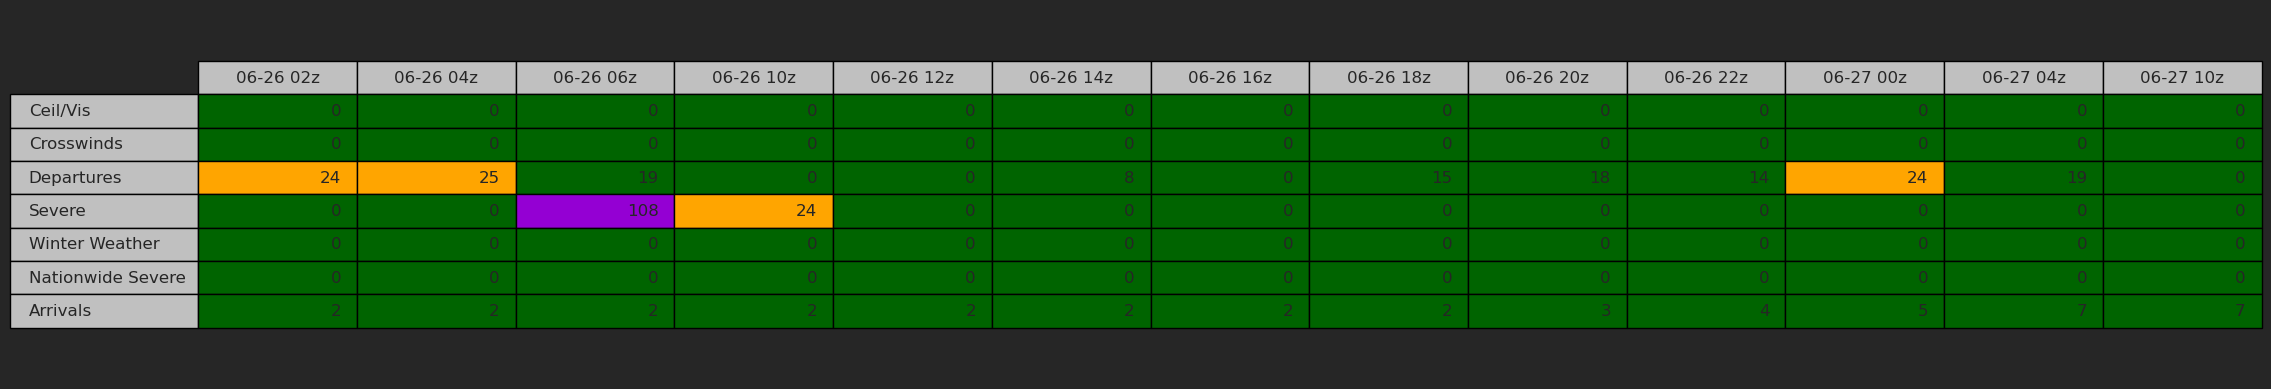 06-26 02z 06-26 04z 06-26 06z 06-26 10z 06-26 12z 06-26 14z 06-26 16z 06-26 18z 06-26 20z 06-26 22z 06-27 00z 06-27 04z 06-27 10z
Ceil/Vis 0 0 0 0 0 0 0 0 0 0 0 0 0
Crosswinds 0 0 0 0 0 0 0 0 0 0 0 0 0
Departures 24 25 19 0 0 8 0 15 18 14 24 19 0
Severe 0 0 108 24 0 0 0 0 0 0 0 0 0
Winter Weather 0 0 0 0 0 0 0 0 0 0 0 0 0
Nationwide Severe 0 0 0 0 0 0 0 0 0 0 0 0 0
Arrivals 2 2 2 2 2 2 2 2 3 4 5 7 7